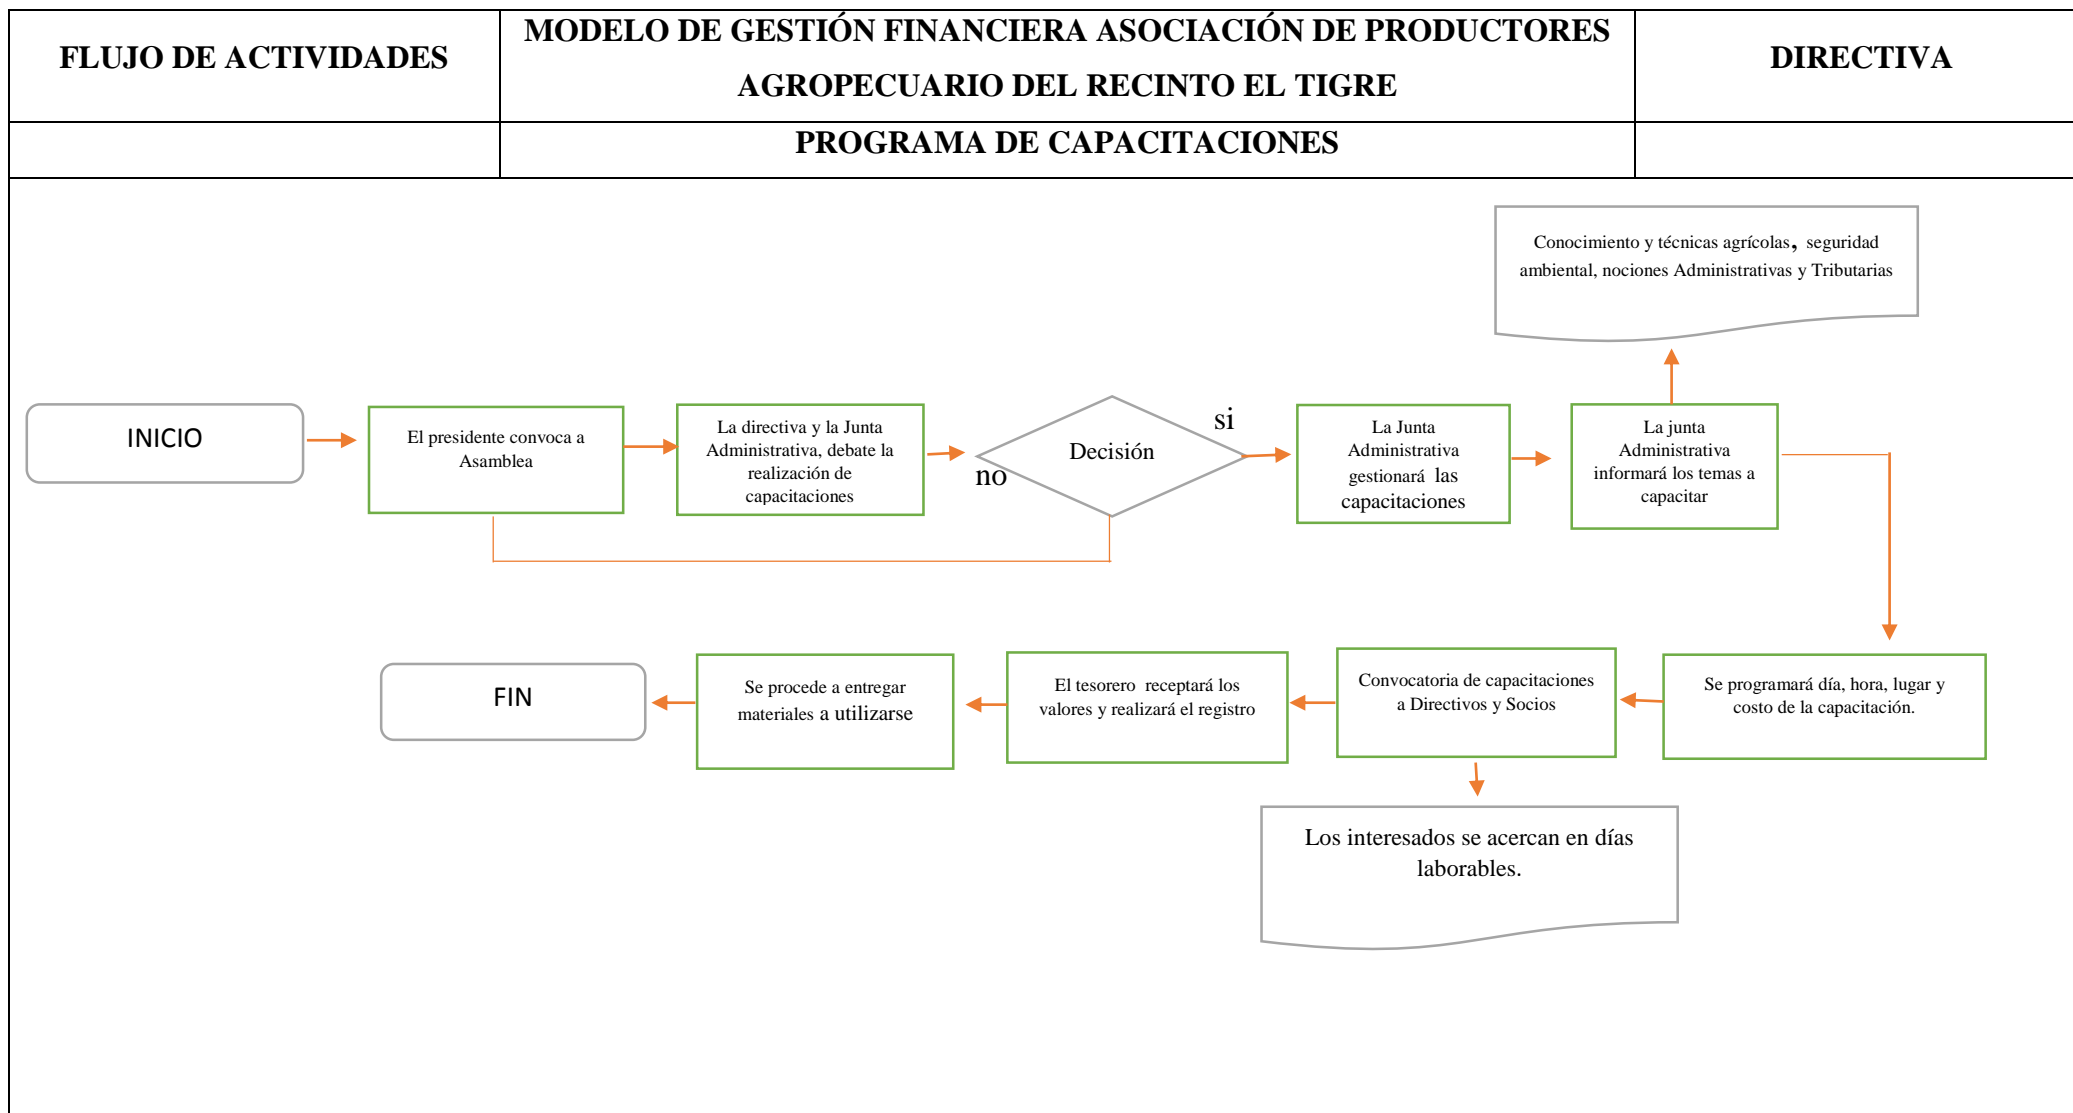 FLUJO DE ACTIVIDADES
MODELO DE GESTIÓN FINANCIERA ASOCIACIÓN DE PRODUCTORES
AGROPECUARIO DEL RECINTO EL TIGRE
DIRECTIVA
PROGRAMA DE CAPACITACIONES
Conocimiento y técnicas agrícolas, seguridad
ambiental, nociones Administrativas y Tributarias
INICIO
El presidente convoca a
Asamblea
La directiva y la Junta
Administrativa, debate la
realización de
capacitaciones
Decisión
si
no
La Junta
Administrativa
gestionará las
capacitaciones
La junta
Administrativa
informará los temas a
capacitar
FIN
Se procede a entregar
materiales a utilizarse
El tesorero receptará los
valores y realizará el registro
Convocatoria de capacitaciones
a Directivos y Socios
Se programará día, hora, lugar y
costo de la capacitación.
Los interesados se acercan en días
laborables.